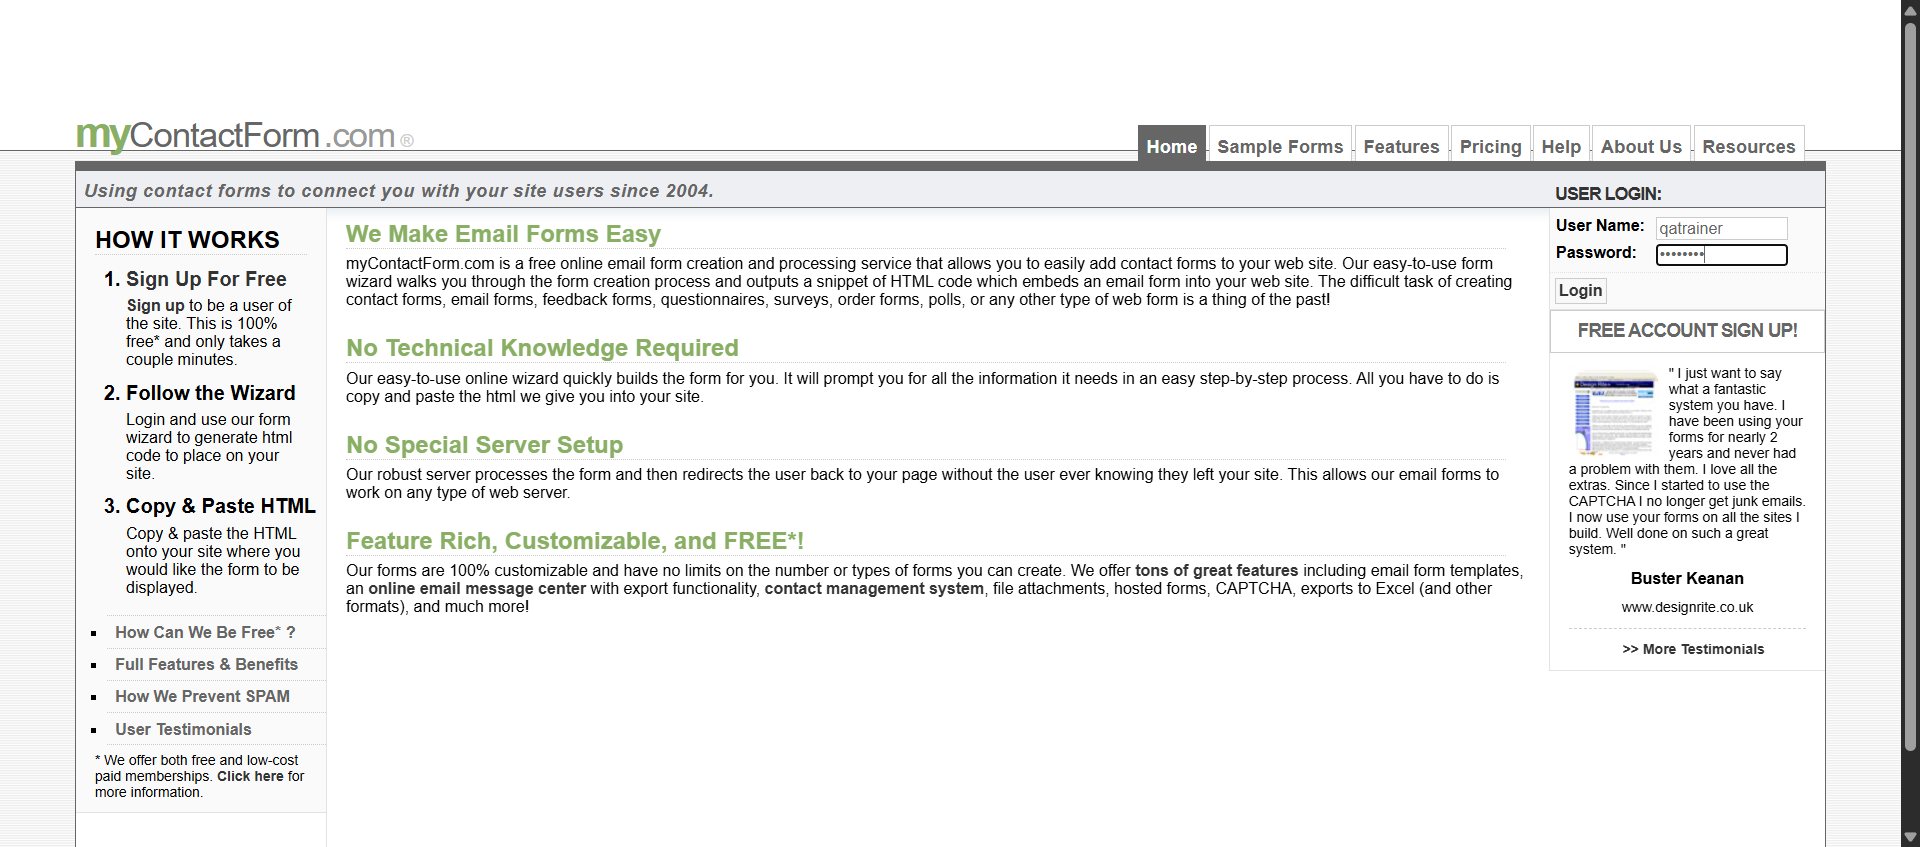 myContactForm.com ®
Home
Sample Forms
Features
Pricing
Help
About Us
Resources
Using contact forms to connect you with your site users since 2004.
USER LOGIN:
HOW IT WORKS
1. Sign Up For Free
Sign up to be a user of
the site. This is 100%
free* and only takes a
couple minutes.
2. Follow the Wizard
Login and use our form
wizard to generate html
code to place on your
site.
3. Copy & Paste HTML
Copy & paste the HTML
onto your site where you
would like the form to be
displayed.
How Can We Be Free* ?
Full Features & Benefits
How We Prevent SPAM
User Testimonials
* We offer both free and low-cost
paid memberships. Click here for
more information.
We Make Email Forms Easy
myContactForm.com is a free online email form creation and processing service that allows you to easily add contact forms to your web site. Our easy-to-use form
wizard walks you through the form creation process and outputs a snippet of HTML code which embeds an email form into your web site. The difficult task of creating
contact forms, email forms, feedback forms, questionnaires, surveys, order forms, polls, or any other type of web form is a thing of the past!
No Technical Knowledge Required
Our easy-to-use online wizard quickly builds the form for you. It will prompt you for all the information it needs in an easy step-by-step process. All you have to do is
copy and paste the html we give you into your site.
No Special Server Setup
Our robust server processes the form and then redirects the user back to your page without the user ever knowing they left your site. This allows our email forms to
work on any type of web server.
Feature Rich, Customizable, and FREE*!
Our forms are 100% customizable and have no limits on the number or types of forms you can create. We offer tons of great features including email form templates,
an online email message center with export functionality, contact management system, file attachments, hosted forms, CAPTCHA, exports to Excel (and other
formats), and much more!
User Name: qatrainer
Password: ••••••••
Login
FREE ACCOUNT SIGN UP!
" I just want to say
what a fantastic
system you have. I
have been using your
forms for nearly 2
years and never had
a problem with them. I love all the
extras. Since I started to use the
CAPTCHA I no longer get junk emails.
I now use your forms on all the sites I
build. Well done on such a great
system. "
Buster Keanan
www.designrite.co.uk
>> More Testimonials